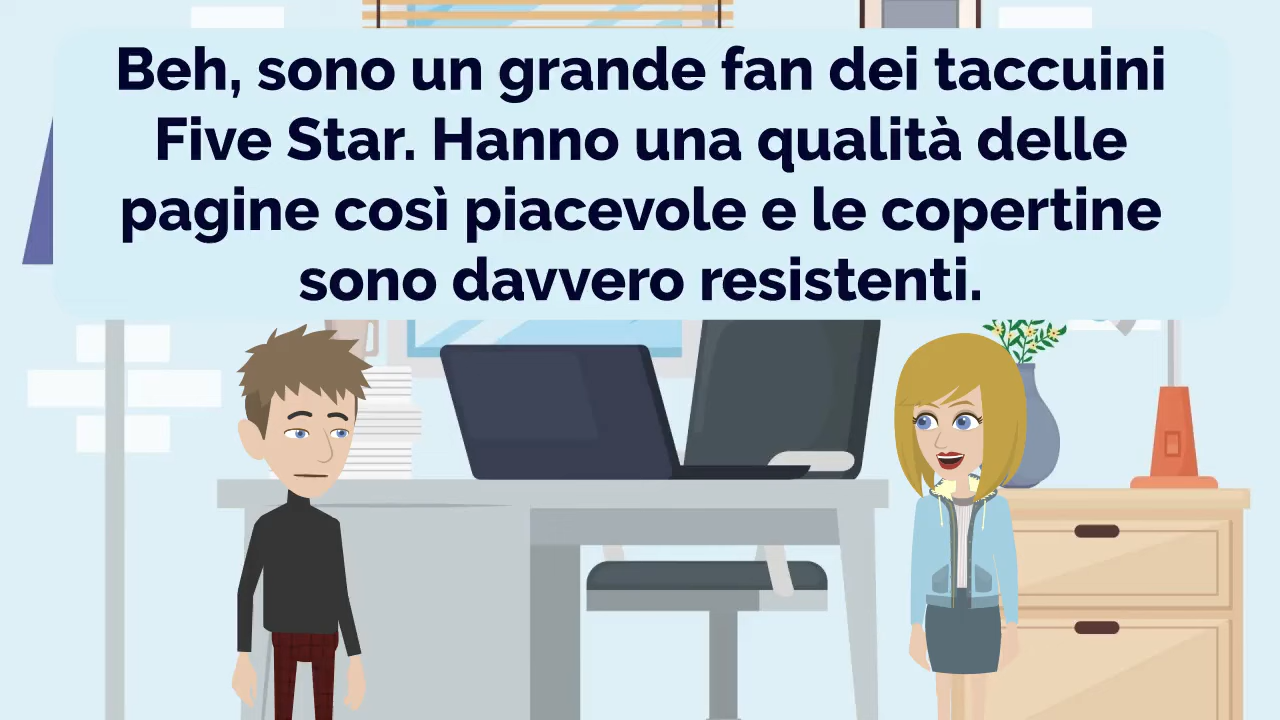 Beh, sono un grande fan dei taccuini
Five Star. Hanno una qualità delle
pagine così piacevole e le copertine
sono davvero resistenti.